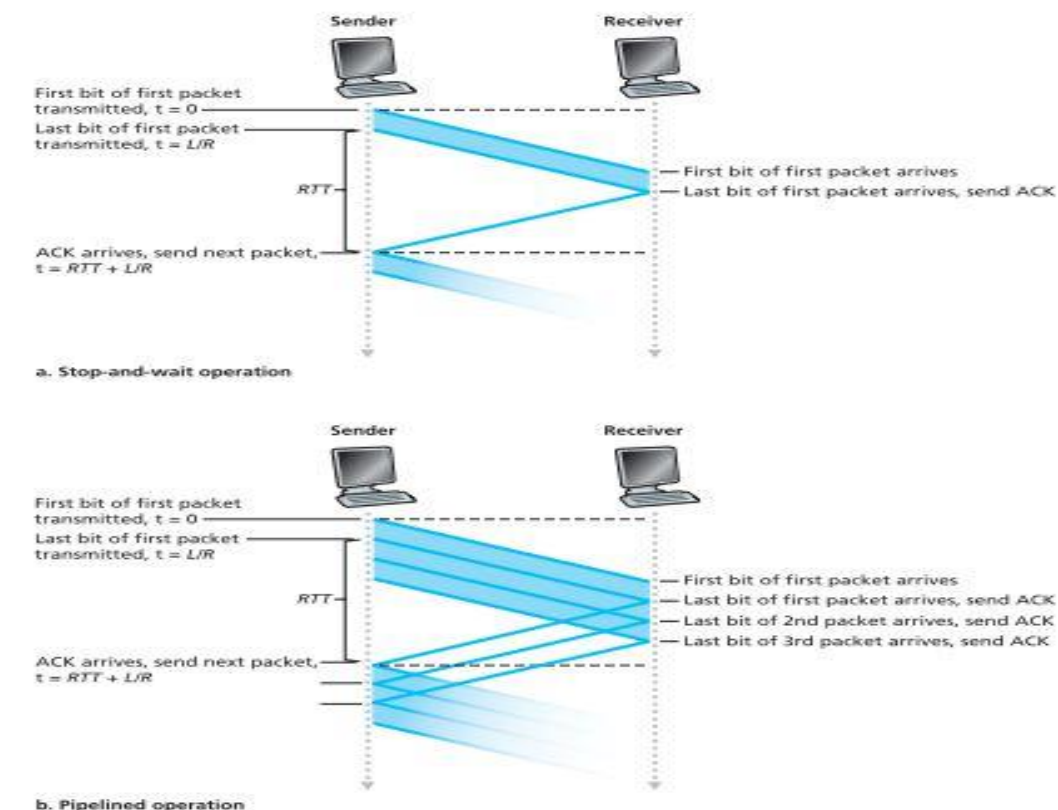 Sender
Receiver
First bit of first packet
transmitted, t = 0
Last bit of first packet
transmitted, t = L/R
RTT
First bit of first packet arrives
Last bit of first packet arrives, send ACK
ACK arrives, send next packet,
t = RTT + L/R
a. Stop-and-wait operation
Sender
Receiver
First bit of first packet
transmitted, t = 0
Last bit of first packet
transmitted, t = L/R
RTT
First bit of first packet arrives
Last bit of first packet arrives, send ACK
Last bit of 2nd packet arrives, send ACK
Last bit of 3rd packet arrives, send ACK
ACK arrives, send next packet,
t = RTT + L/R
b. Pipelined operation